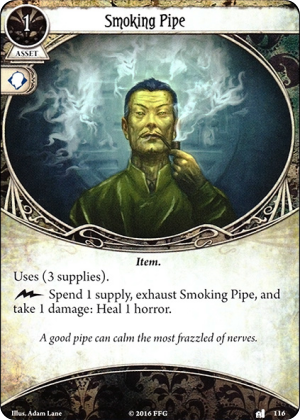 Smoking Pipe
1
ASSET
Item.
Uses (3 supplies).
Spend 1 supply, exhaust Smoking Pipe, and
take 1 damage: Heal 1 horror.
A good pipe can calm the most frazzled of nerves.
Illus. Adam Lane
© 2016 FFG
116